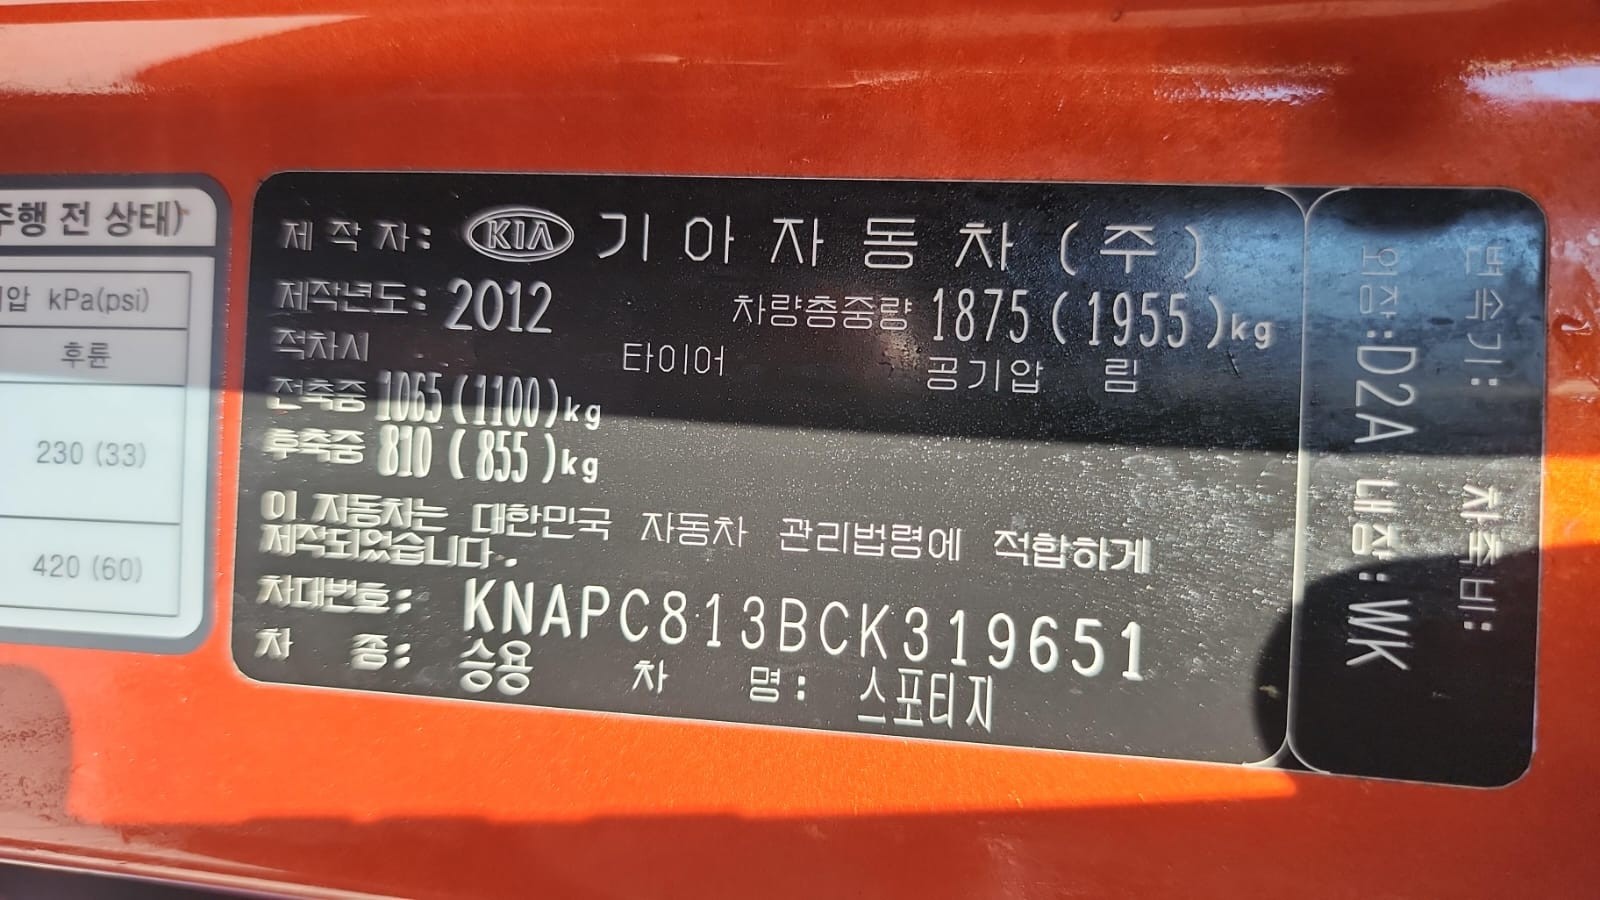 주행 전 상태)
압 kPa(psi)
후륜
230 (33)
420 (60)
제 작 자: KIA 기 아 자 동 차 (주)
제작년도: 2012 차량총중량 1875 (1955)kg
적차시 타이어 공기압 림
전축중 1065 (1100)kg
후축중 810 (855)kg
이 자동차는 대한민국 자동차 관리법령에 적합하게
제작되었습니다.
차대번호: KNAPC813BCK319651
차 종: 승용 차 명: 스포티지
변속기: 차축비:
외장:D2A 내장:WK